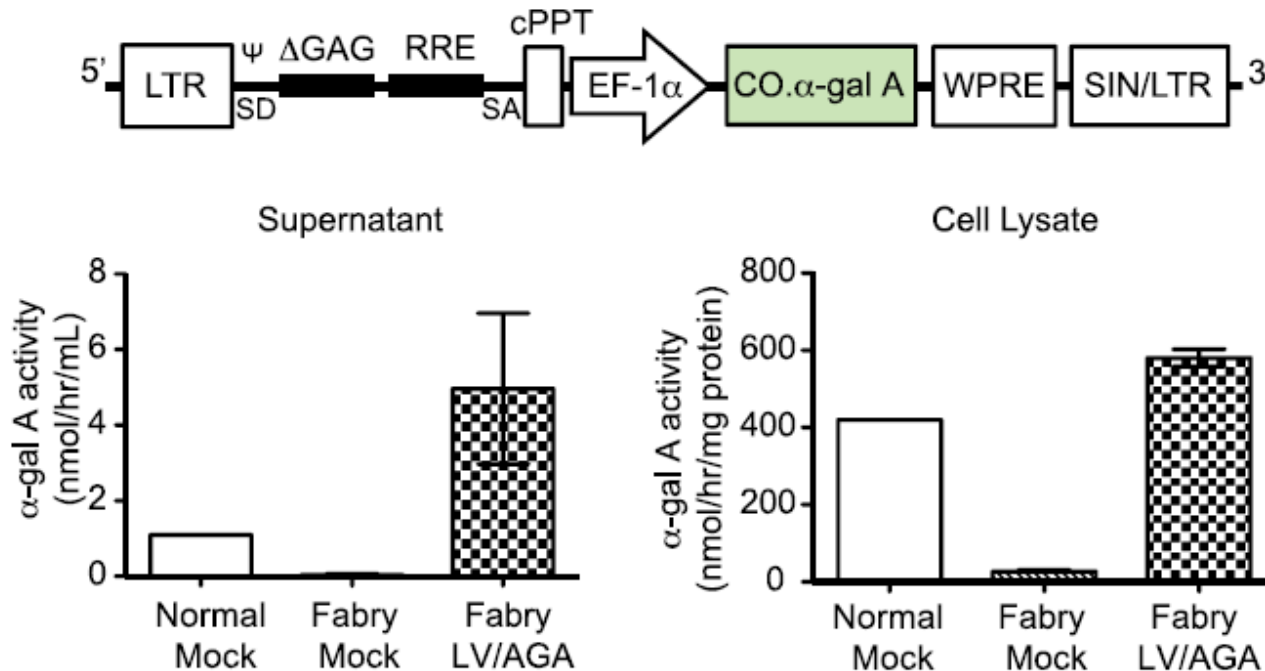 cPPT
ψ ΔGAG RRE
5' LTR SD SA EF-1α CO.α-gal A WPRE SIN/LTR 3
Supernatant
α-gal A activity
(nmol/hr/mL)
8
6
4
2
0
Normal
Mock
Fabry
Mock
Fabry
LV//AGA
Cell Lysate
α-gal A activity
(nmol/hr/mg protein)
800
600
400
200
0
Normal
Mock
Fabry
Mock
Fabry
LV//AGA